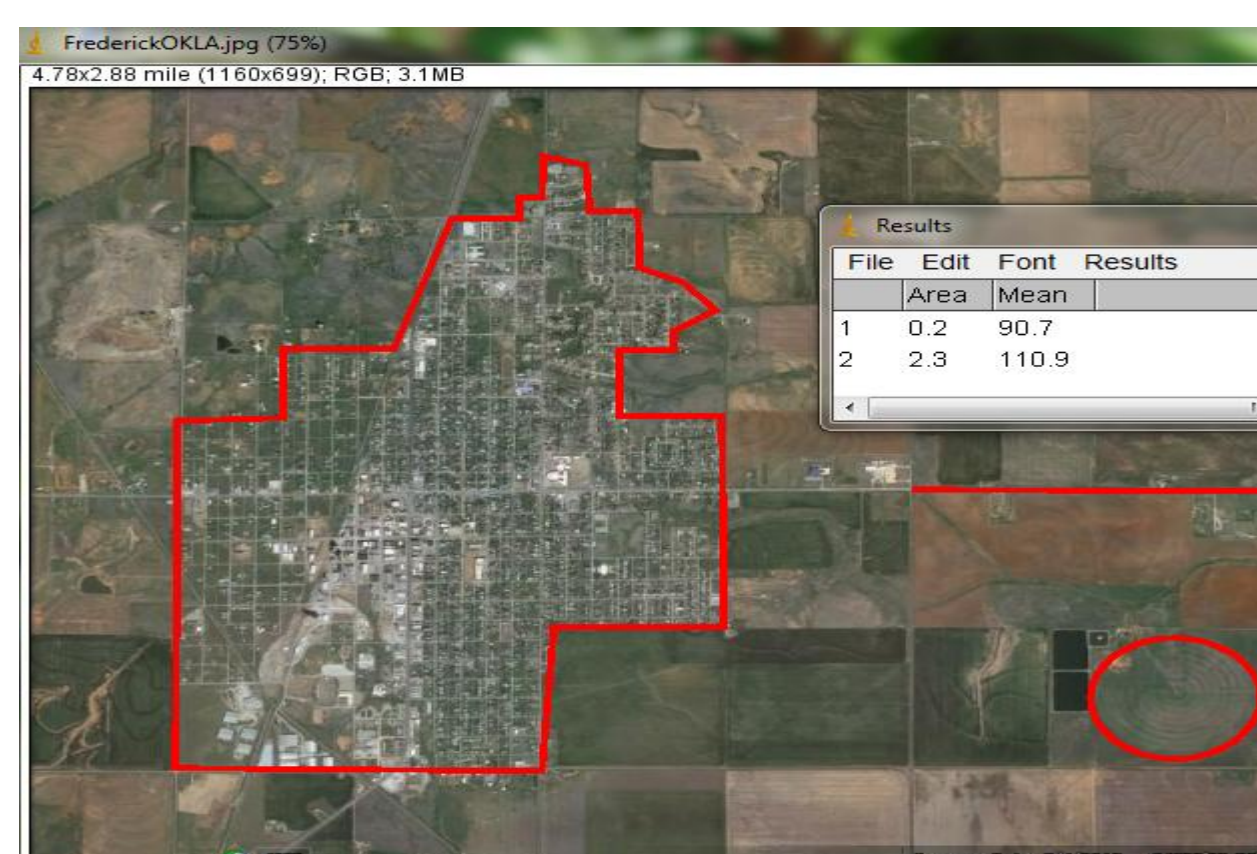 FrederickOKLA.jpg (75%)
4.78x2.88 mile (1160x699); RGB; 3.1MB
Results
File Edit Font Results
Area Mean
1 0.2 90.7
2 2.3 110.9